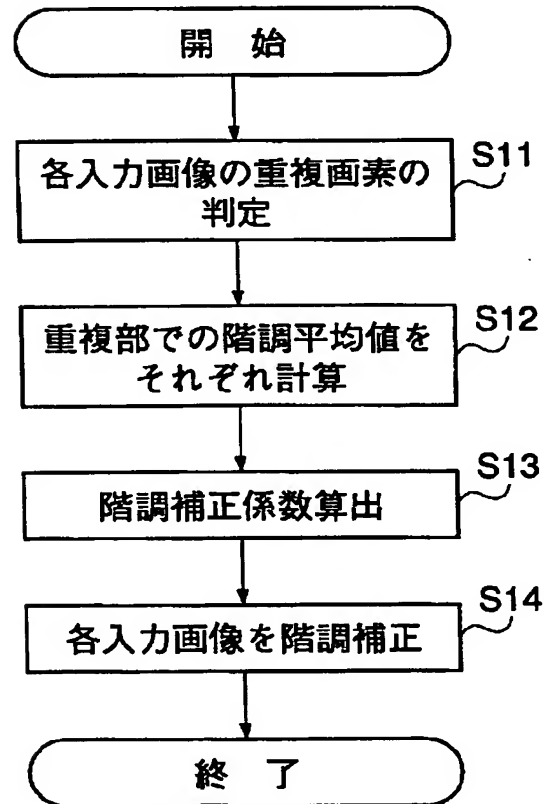 開 始
各入力画像の重複画素の
判定
S11
重複部での階調平均値を
それぞれ計算
S12
階調補正係数算出
S13
各入力画像を階調補正
S14
終 了